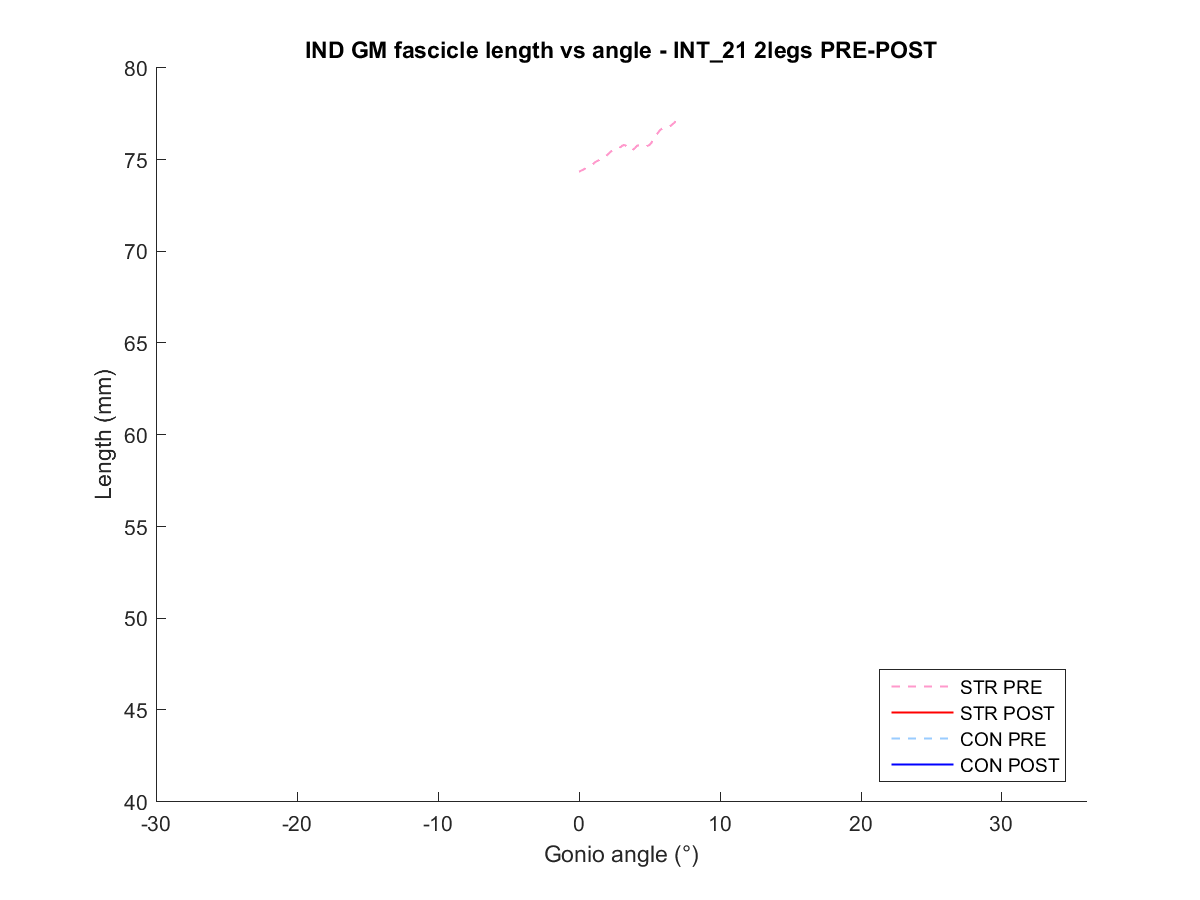 IND GM fascicle length vs angle - INT_21 2legs PRE-POST
80
75
70
65
60
55
50
45
40
Length (mm)
-30
-20
-10
0
10
20
30
Gonio angle (°)
STR PRE
STR POST
CON PRE
CON POST